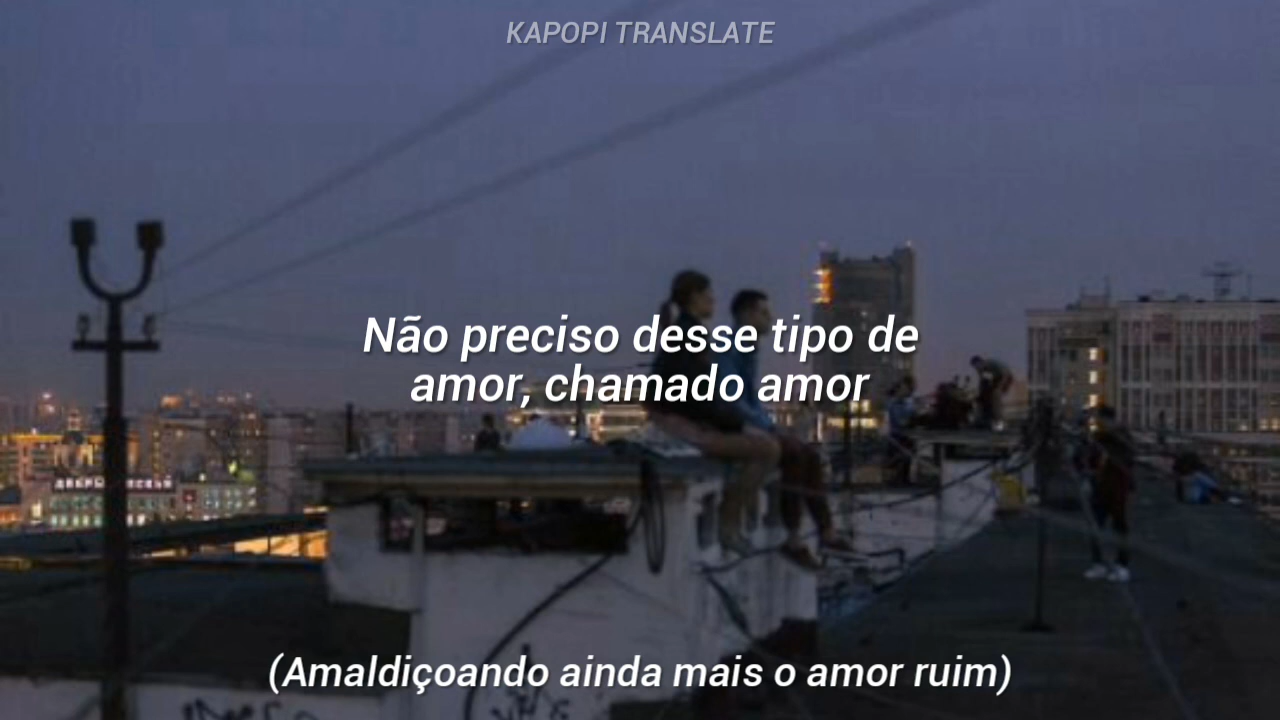 KAPOPI TRANSLATE
Não preciso desse tipo de
amor, chamado amor
(Amaldiçoando ainda mais o amor ruim)